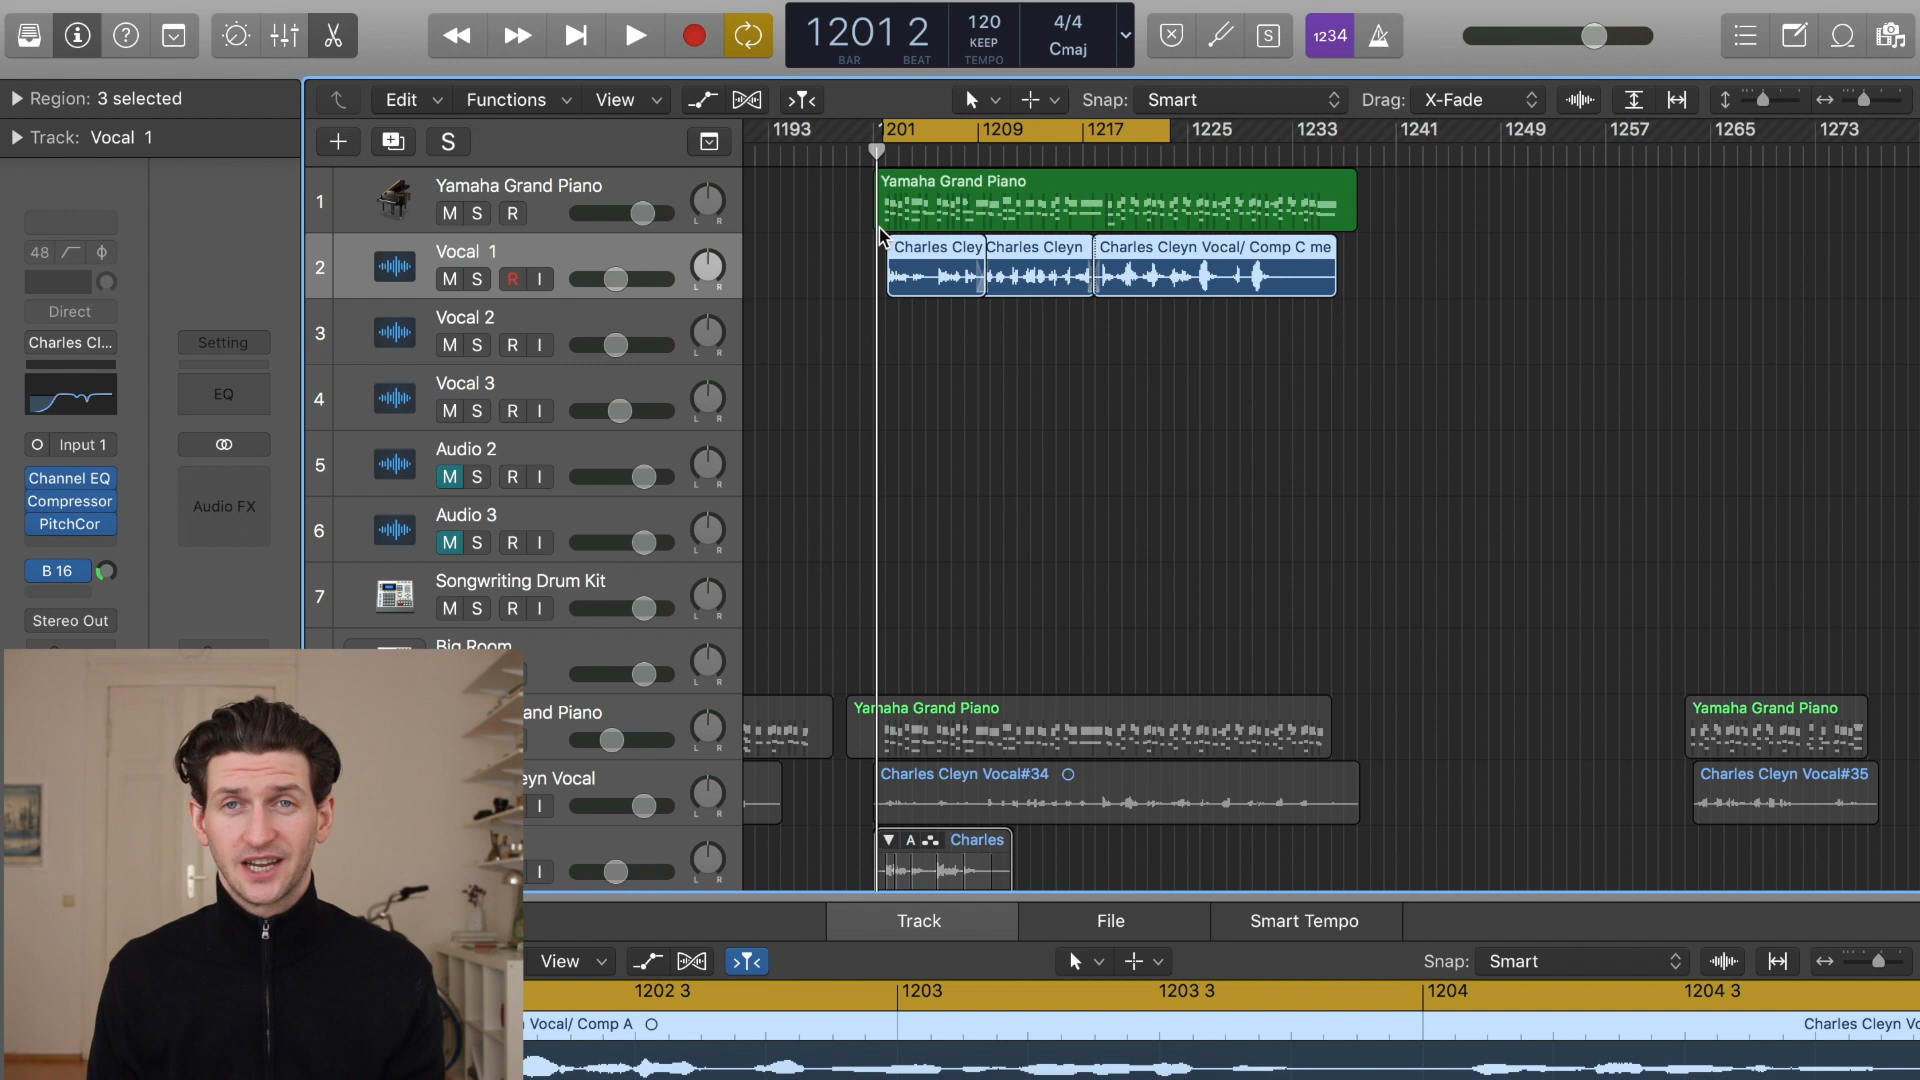 1201 2
BAR BEAT
120
KEEP
TEMPO
4/4
Cmaj
S
1234
Region: 3 selected
Track: Vocal 1
Edit Functions View Snap: Smart Drag: X-Fade
S
1193 1201 1209 1217 1225 1233 1241 1249 1257 1265 1273
1 Yamaha Grand Piano
M S R
L R
2 Vocal 1
M S R I
L R
3 Vocal 2
M S R I
L R
4 Vocal 3
M S R I
L R
5 Audio 2
M S R I
L R
6 Audio 3
M S R I
L R
7 Songwriting Drum Kit
M S R I
L R
Big Room
L R
and Piano
L R
eyn Vocal
I
L R
I
L R
Yamaha Grand Piano
Charles Cley
Charles Cleyn
Charles Cleyn Vocal/ Comp C me
Yamaha Grand Piano
Yamaha Grand Piano
Charles Cleyn Vocal#34
Charles Cleyn Vocal#35
A Charles
48
Direct
Charles Cl...
Setting
EQ
Input 1
Channel EQ
Compressor
PitchCor
Audio FX
B 16
Stereo Out
Track File Smart Tempo
View Snap: Smart
1202 3 1203 1203 3 1204 1204 3
Vocal/ Comp A
Charles Cleyn Vo